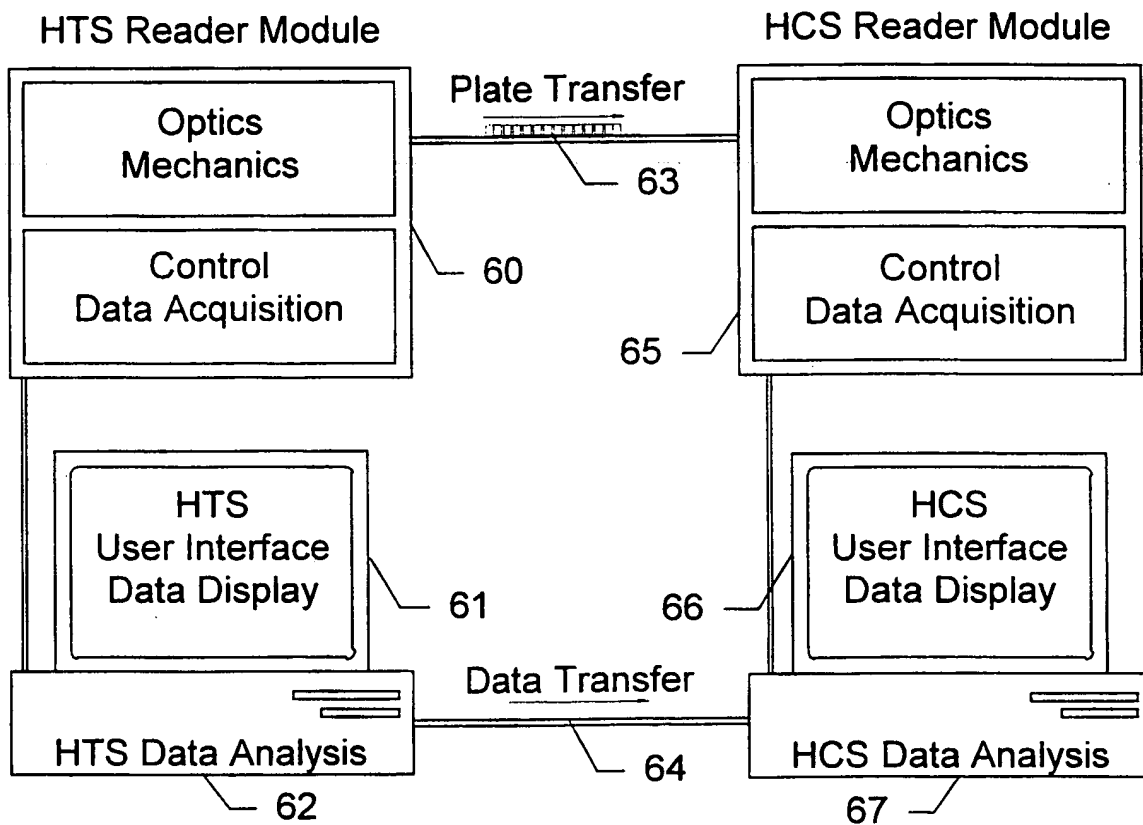 HTS Reader Module
HCS Reader Module
Plate Transfer
Optics
Mechanics
Optics
Mechanics
63
60
Control
Data Acquisition
Control
Data Acquisition
65
HTS
User Interface
Data Display
HCS
User Interface
Data Display
61
66
Data Transfer
HTS Data Analysis
64
HCS Data Analysis
62
67